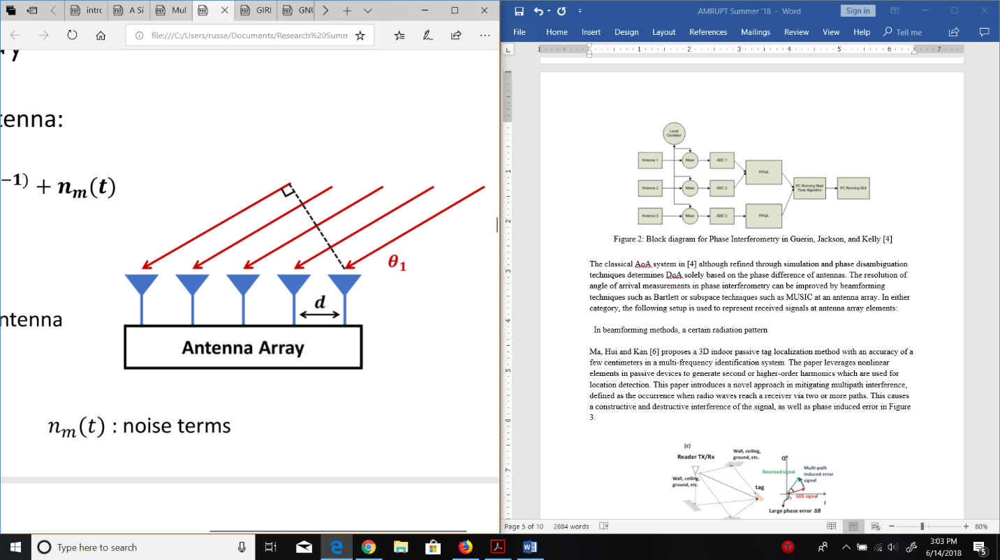 intro
A Si
Mul
GIRI
GNU
file:///C:/Users/russe/Documents/Research%20Summ
tenna:
−1) + nm(t)
θ1
d
ntenna
Antenna Array
nm(t) : noise terms
AMRUPT Summer '18 - Word
Sign in
File Home Insert Design Layout References Mailings Review View Help Tell me
1 1 2 3 4 5 6 7
Local Oscillator
Antenna 1 Mixer ADC 1
FPGA
Antenna 2 Mixer ADC 2
PC Running Real Time Algorithm
PC Running GUI
Antenna 3 Mixer ADC 3 FPGA
Figure 2: Block diagram for Phase Interferometry in Guerin, Jackson, and Kelly [4]
The classical AoA system in [4] although refined through simulation and phase disambiguation
techniques determines DoA solely based on the phase difference of antennas. The resolution of
angle of arrival measurements in phase interferometry can be improved by beamforming
techniques such as Bartlett or subspace techniques such as MUSIC at an antenna array. In either
category, the following setup is used to represent received signals at antenna array elements:
In beamforming methods, a certain radiation pattern
Ma, Hui and Kan [6] proposes a 3D indoor passive tag localization method with an accuracy of a
few centimeters in a multi-frequency identification system. The paper leverages nonlinear
elements in passive devices to generate second or higher-order harmonics which are used for
location detection. This paper introduces a novel approach in mitigating multipath interference,
defined as the occurrence when radio waves reach a receiver via two or more paths. This causes
a constructive and destructive interference of the signal, as well as phase induced error in Figure
3.
(c)
Reader TX/Rx
Wall, ceiling,
ground, etc.
Wall, ceiling,
ground, etc.
tag
Q
Received signal
Multi-path
induced error
signal
LOS signal
I
Large phase error Δθ
Page 5 of 10 2884 words
80%
Type here to search
3:03 PM
6/14/2018
5